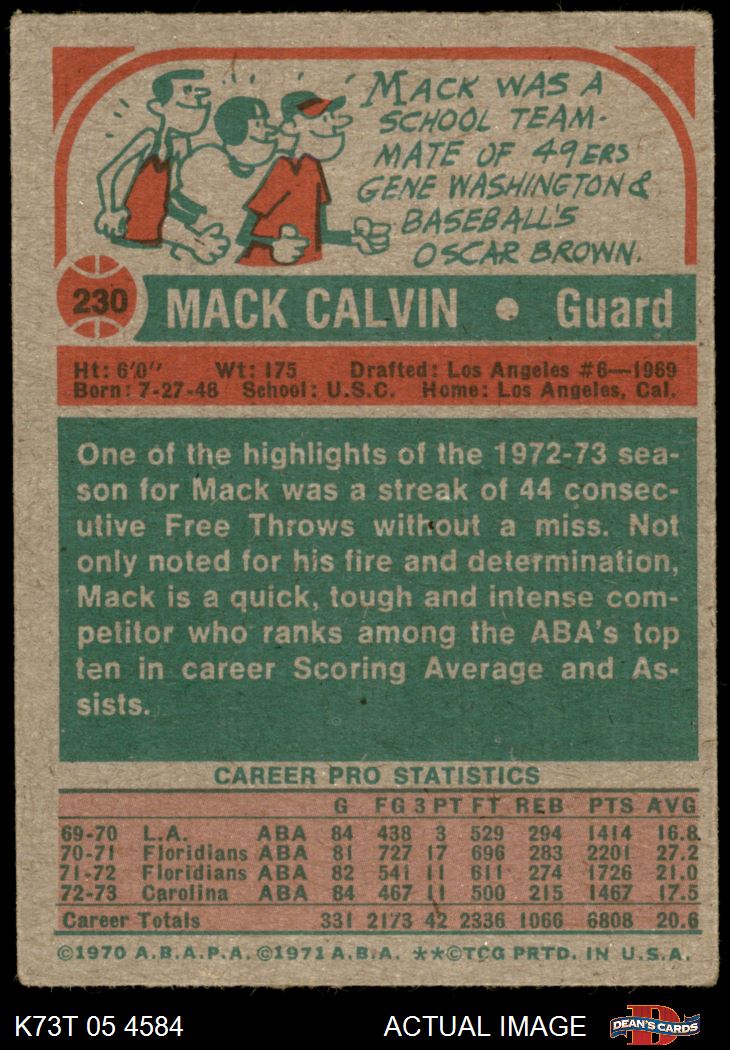 MACK WAS A
SCHOOL TEAM-
MATE OF 49ERS
GENE WASHINGTON &
BASEBALL'S
OSCAR BROWN.
230 MACK CALVIN • Guard
Ht: 6'0" Wt: 175 Drafted: Los Angeles #6—1969
Born: 7-27-48 School: U.S.C. Home: Los Angeles, Cal.
One of the highlights of the 1972-73 sea-
son for Mack was a streak of 44 consec-
utive Free Throws without a miss. Not
only noted for his fire and determination,
Mack is a quick, tough and intense com-
petitor who ranks among the ABA's top
ten in career Scoring Average and As-
sists.
CAREER PRO STATISTICS
G FG 3PT FT REB PTS AVG
69-70 L.A. ABA 84 438 3 529 294 1414 16.8
70-71 Floridians ABA 81 727 17 696 283 2201 27.2
71-72 Floridians ABA 82 541 11 611 274 1726 21.0
72-73 Carolina ABA 84 467 11 500 215 1467 17.5
Career Totals 331 2173 42 2336 1066 6808 20.6
©1970 A.B.A.P.A. ©1971 A.B.A. **©TCG PRTD. IN U.S.A.
K73T 05 4584 ACTUAL IMAGE D DEAN'S CARDS